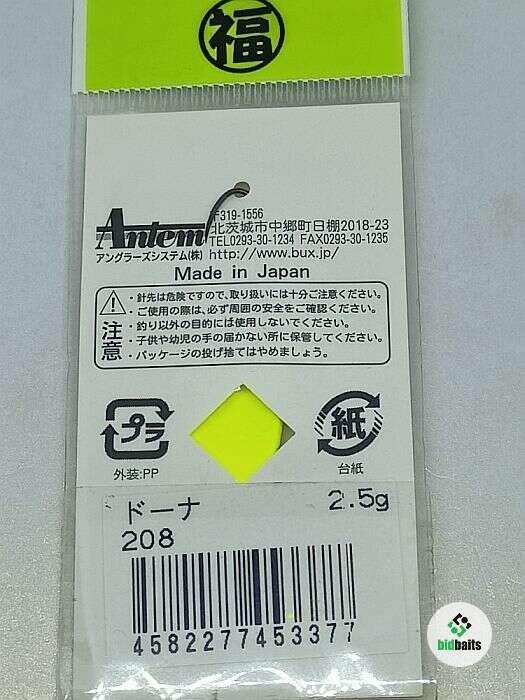 福
Antem
〒319-1556
北茨城市中郷町日棚2018-23
TEL0293-30-1234 FAX0293-30-1235
アングラーズシステム(株) http://www.bux.jp/
Made in Japan
注意
・針先は危険ですので、取り扱いには十分ご注意ください。
・ご使用の際は、必ず周囲の安全をご確認ください。
・釣り以外の目的には使用しないでください。
・子供や幼児の手の届かない所に保管してください。
・パッケージの投げ捨てはやめましょう。
プラ
紙
外装:PP
台紙
ドーナ 2.5g
208
4582277453377
bidbaits